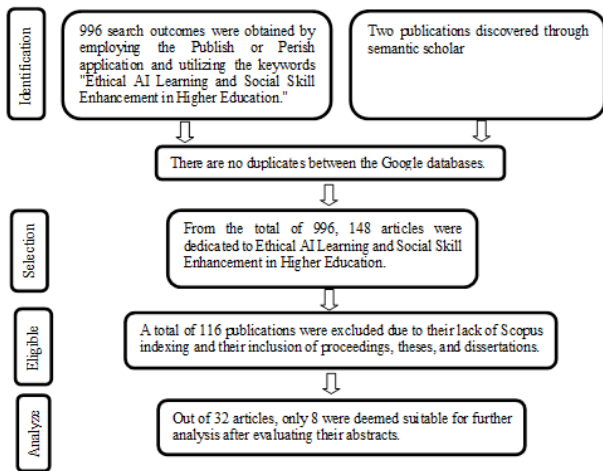 Identification
996 search outcomes were obtained by
employing the Publish or Perish
application and utilizing the keywords
"Ethical AI Learning and Social Skill
Enhancement in Higher Education."
Two publications discovered through
semantic scholar
There are no duplicates between the Google databases.
Selection
From the total of 996, 148 articles were
dedicated to Ethical AI Learning and Social Skill
Enhancement in Higher Education.
Eligible
A total of 116 publications were excluded due to their lack of Scopus
indexing and their inclusion of proceedings, theses, and dissertations.
Analyze
Out of 32 articles, only 8 were deemed suitable for further
analysis after evaluating their abstracts.